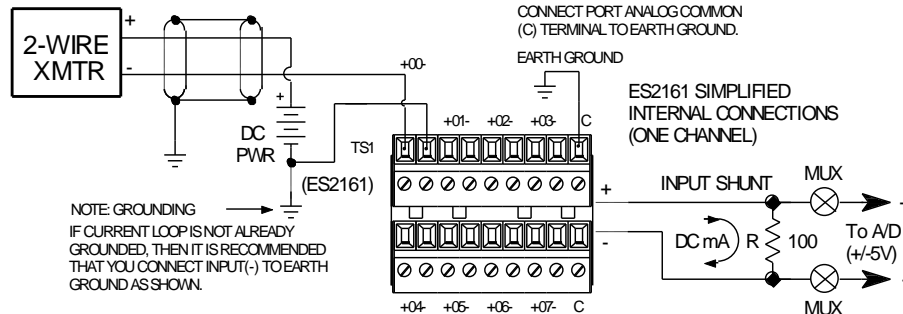 CONNECT PORT ANALOG COMMON
(C) TERMINAL TO EARTH GROUND.
EARTH GROUND
2-WIRE
XMTR
+
-
+00-
+
DC
PWR
TS1
+01- +02- +03- C
(ES2161)
NOTE: GROUNDING
IF CURRENT LOOP IS NOT ALREADY
GROUNDED, THEN IT IS RECOMMENDED
THAT YOU CONNECT INPUT(-) TO EARTH
GROUND AS SHOWN.
+04- +05- +06- +07- C
ES2161 SIMPLIFIED
INTERNAL CONNECTIONS
(ONE CHANNEL)
+
INPUT SHUNT
MUX
-
DC mA
R
100
To A/D
(+/-5V)
MUX